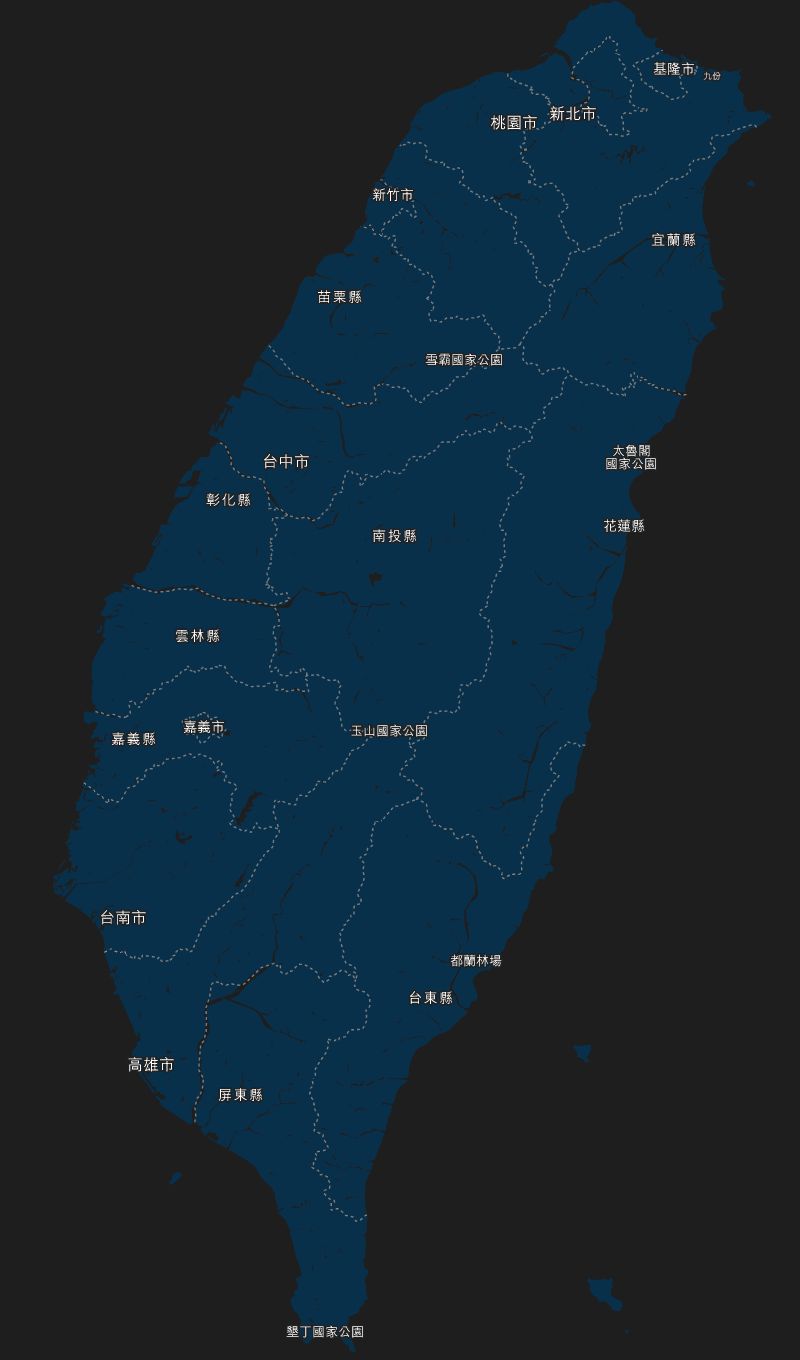 基隆市
九份
新北市
桃園市
新竹市
宜蘭縣
苗栗縣
雪霸國家公園
太魯閣
國家公園
台中市
彰化縣
花蓮縣
南投縣
雲林縣
嘉義市
玉山國家公園
嘉義縣
台南市
都蘭林場
台東縣
高雄市
屏東縣
墾丁國家公園